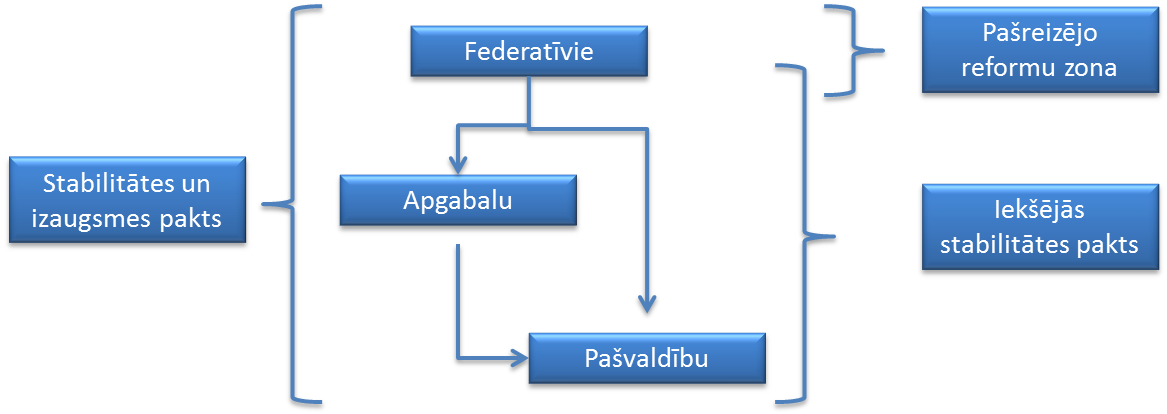 Federatīvie
Pašreizējo
reformu zona
Stabilitātes un
izaugsmes pakts
Apgabalu
Iekšējās
stabilitātes pakts
Pašvaldību